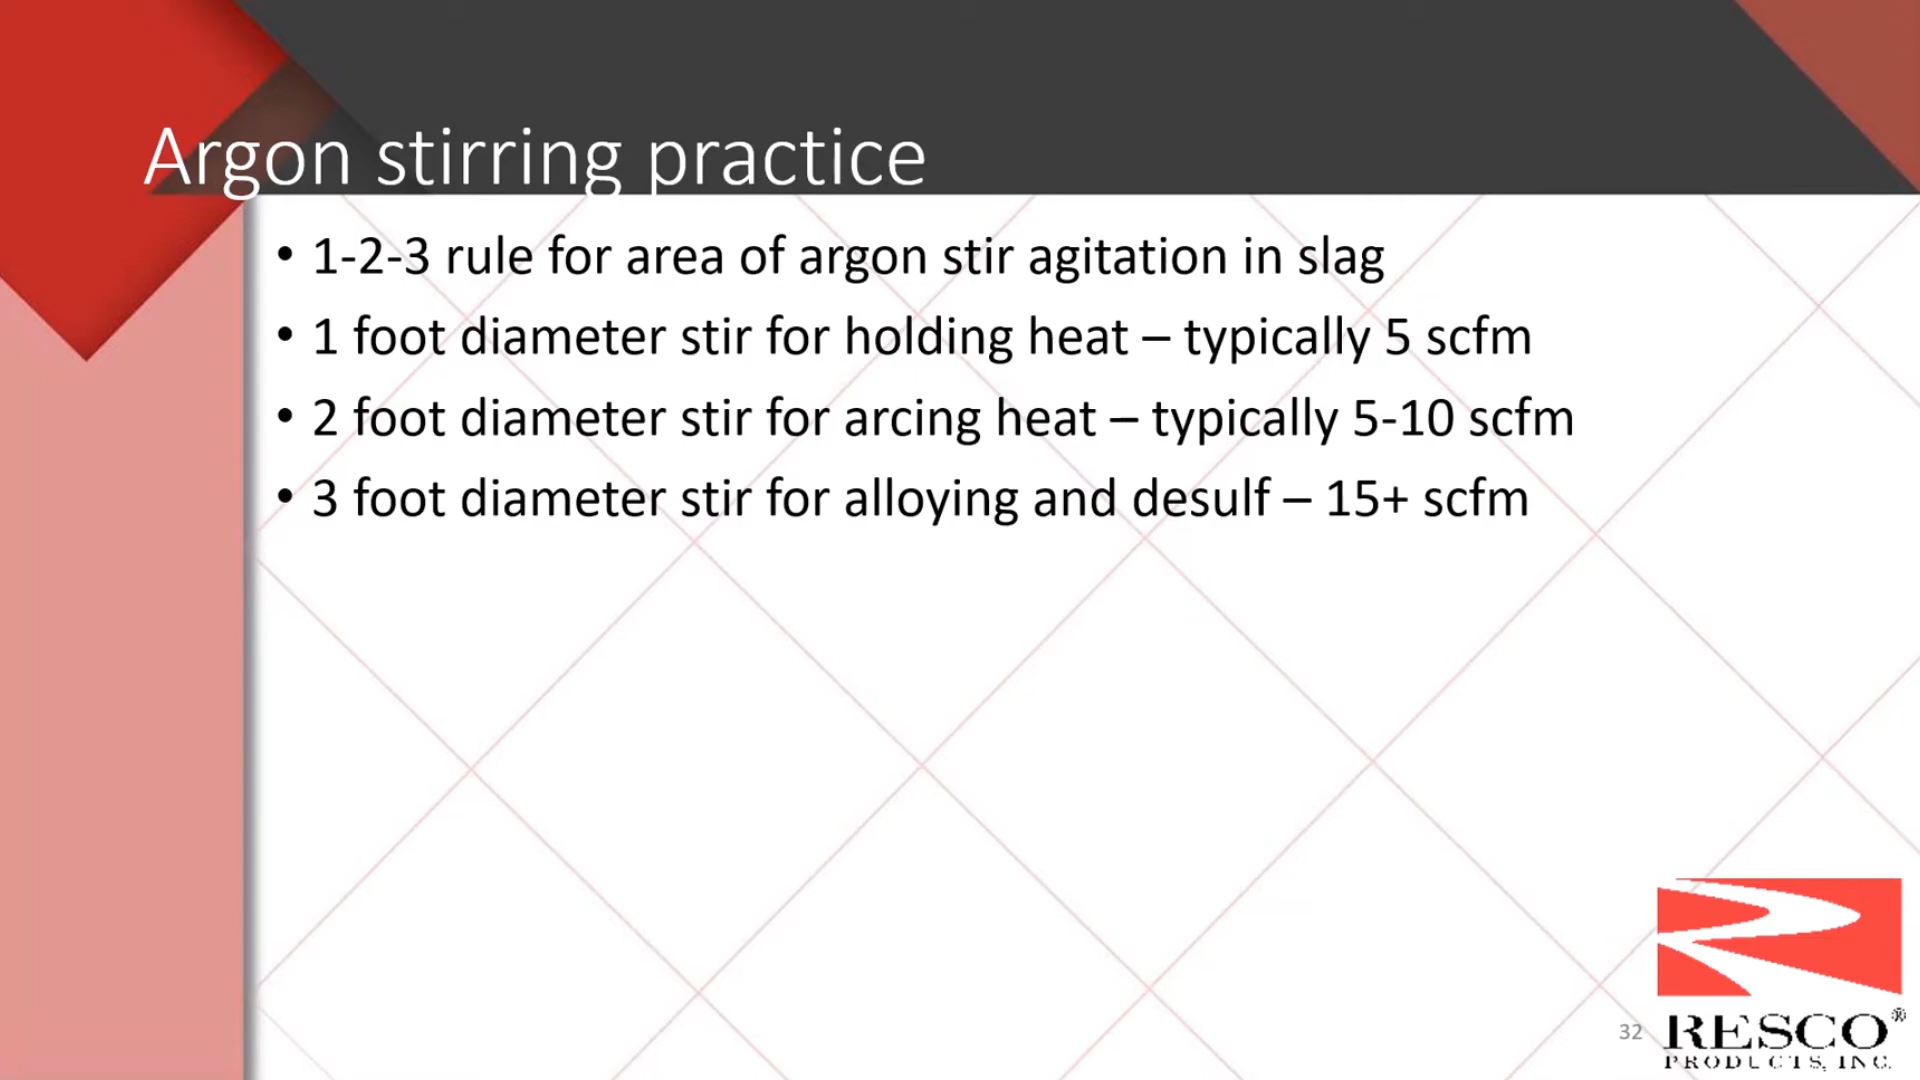 Argon stirring practice
• 1-2-3 rule for area of argon stir agitation in slag
• 1 foot diameter stir for holding heat – typically 5 scfm
• 2 foot diameter stir for arcing heat – typically 5-10 scfm
• 3 foot diameter stir for alloying and desulf – 15+ scfm
32
RESCO®
PRODUCTS, INC.